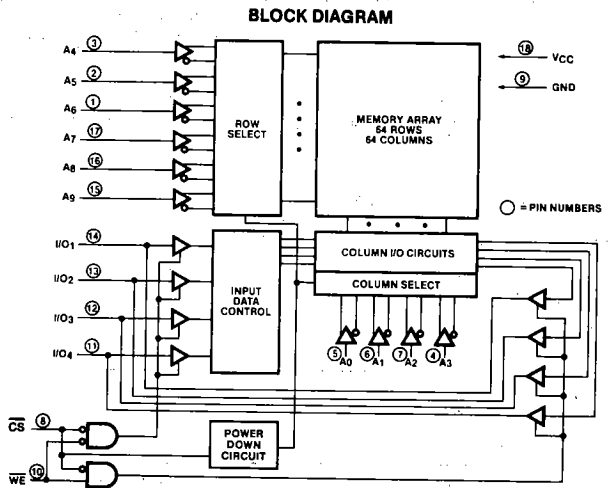 BLOCK DIAGRAM
A4 3
A5 2
A6 1
A7 17
A8 16
A9 15
ROW
SELECT
MEMORY ARRAY
64 ROWS
64 COLUMNS
18 VCC
9 GND
= PIN NUMBERS
I/O1 14
I/O2 13
I/O3 12
I/O4 11
INPUT
DATA
CONTROL
COLUMN I/O CIRCUITS
COLUMN SELECT
5 A0 6 A1 7 A2 4 A3
CS 8
WE 10
POWER
DOWN
CIRCUIT